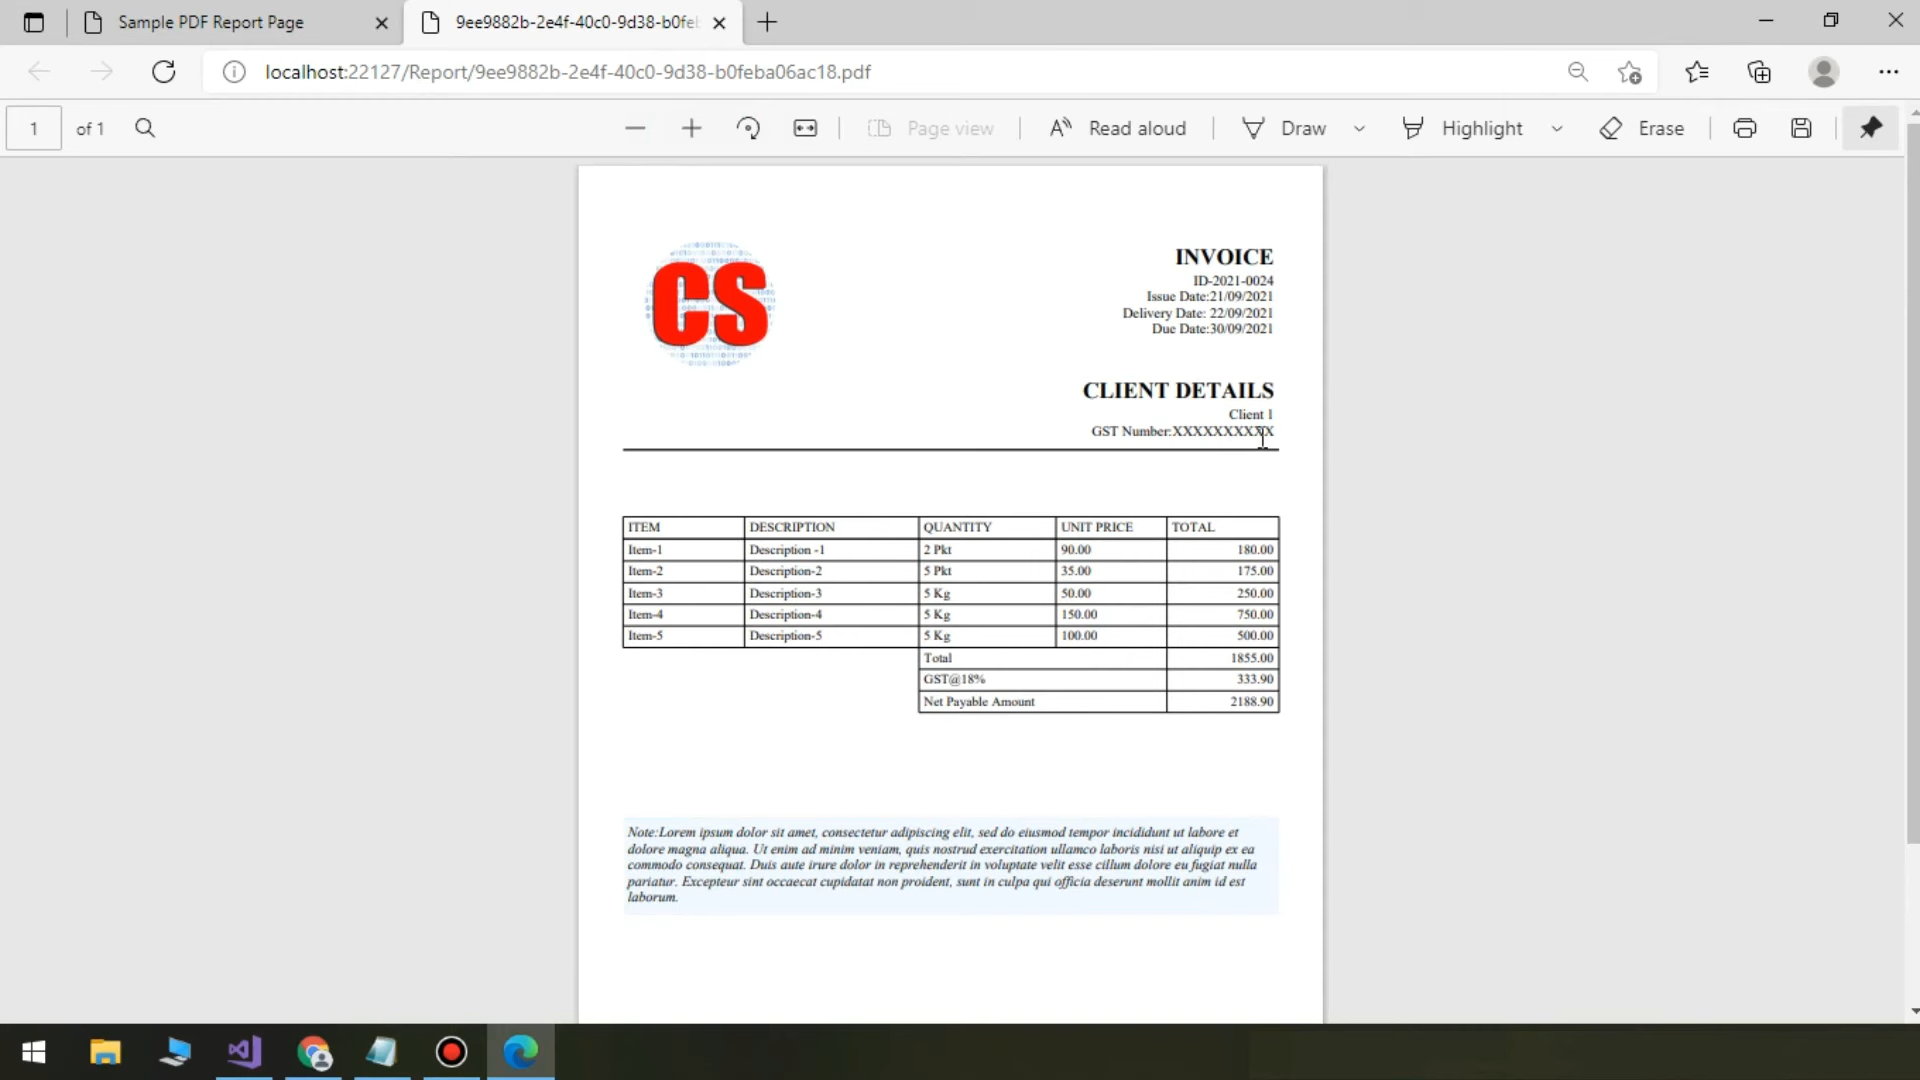 Sample PDF Report Page
9ee9882b-2e4f-40c0-9d38-b0fe
localhost:22127/Report/9ee9882b-2e4f-40c0-9d38-b0feba06ac18.pdf
1 of 1 Page view Read aloud Draw Highlight Erase
CS
INVOICE
ID-2021-0024
Issue Date:21/09/2021
Delivery Date: 22/09/2021
Due Date:30/09/2021
CLIENT DETAILS
Client 1
GST Number:XXXXXXXXXX
ITEM DESCRIPTION QUANTITY UNIT PRICE TOTAL
Item-1 Description -1 2 Pkt 90.00 180.00
Item-2 Description-2 5 Pkt 35.00 175.00
Item-3 Description-3 5 Kg 50.00 250.00
Item-4 Description-4 5 Kg 150.00 750.00
Item-5 Description-5 5 Kg 100.00 500.00
Total 1855.00
GST@18% 333.90
Net Payable Amount 2188.90
Note:Lorem ipsum dolor sit amet, consectetur adipiscing elit, sed do eiusmod tempor incididunt ut labore et
dolore magna aliqua. Ut enim ad minim veniam, quis nostrud exercitation ullamco laboris nisi ut aliquip ex ea
commodo consequat. Duis aute irure dolor in reprehenderit in voluptate velit esse cillum dolore eu fugiat nulla
pariatur. Excepteur sint occaecat cupidatat non proident, sunt in culpa qui officia deserunt mollit anim id est
laborum.